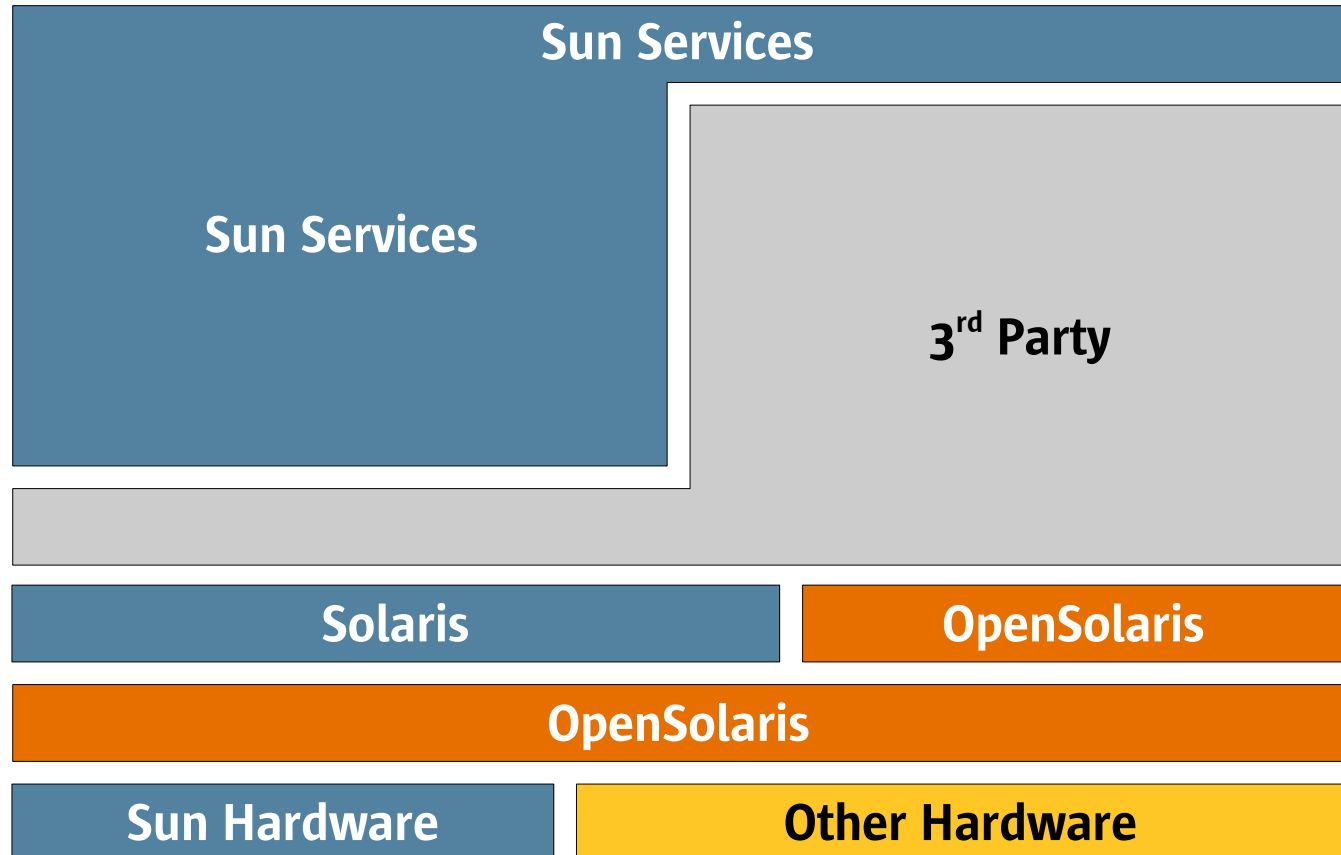 Sun Services
Sun Services
3rd Party
Solaris
OpenSolaris
OpenSolaris
Sun Hardware
Other Hardware